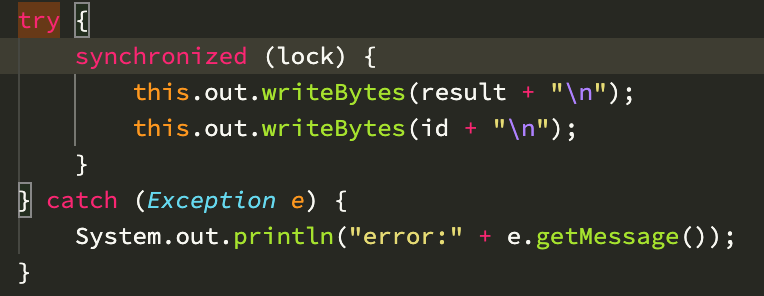 try {
    synchronized (lock) {
        this.out.writeBytes(result + "\n");
        this.out.writeBytes(id + "\n");
    }
} catch (Exception e) {
    System.out.println("error:" + e.getMessage());
}